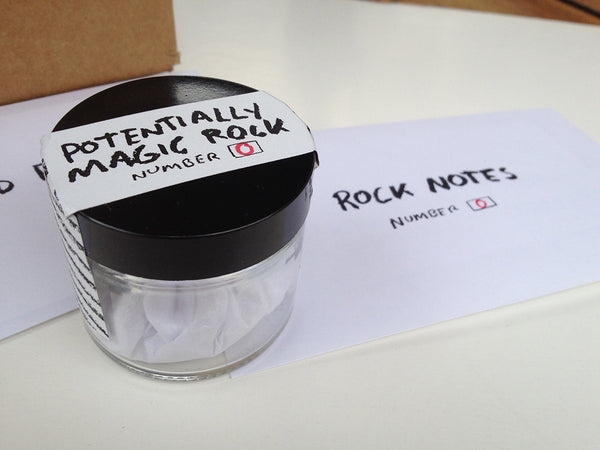 POTENTIALLY
MAGIC ROCK
NUMBER 0
ROCK NOTES
NUMBER 0